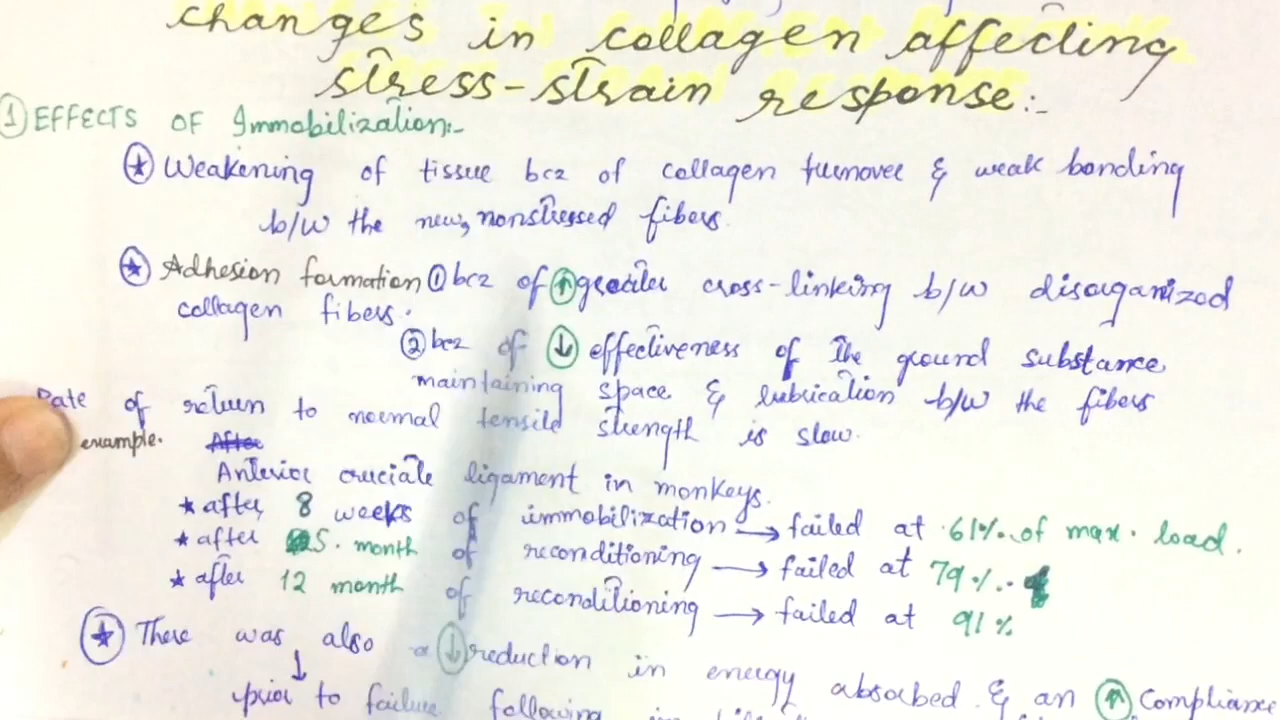 changes in collagen affecting
stress-strain response:-
① EFFECTS OF Immobilization:-
★ Weakening of tissue bcz of collagen turnover & weak bonding
b/w the new, nonstressed fibers.
★ Adhesion formation ① bcz of ↑ greater cross-linking b/w disorganized
collagen fibers.
② bcz of ↓ effectiveness of the ground substance
maintaining space & lubrication b/w the fibers
Rate of return to normal tensile strength is slow.
example. After
Anterior cruciate ligament in monkeys.
★ after 8 weeks of immobilization → failed at 61% of max. load.
★ after 5. month of reconditioning → failed at 79%.
★ after 12 month of reconditioning → failed at 91%
★ There was also a ↓ reduction in energy absorbed & an ↑ Compliance
↓ prior to failure following